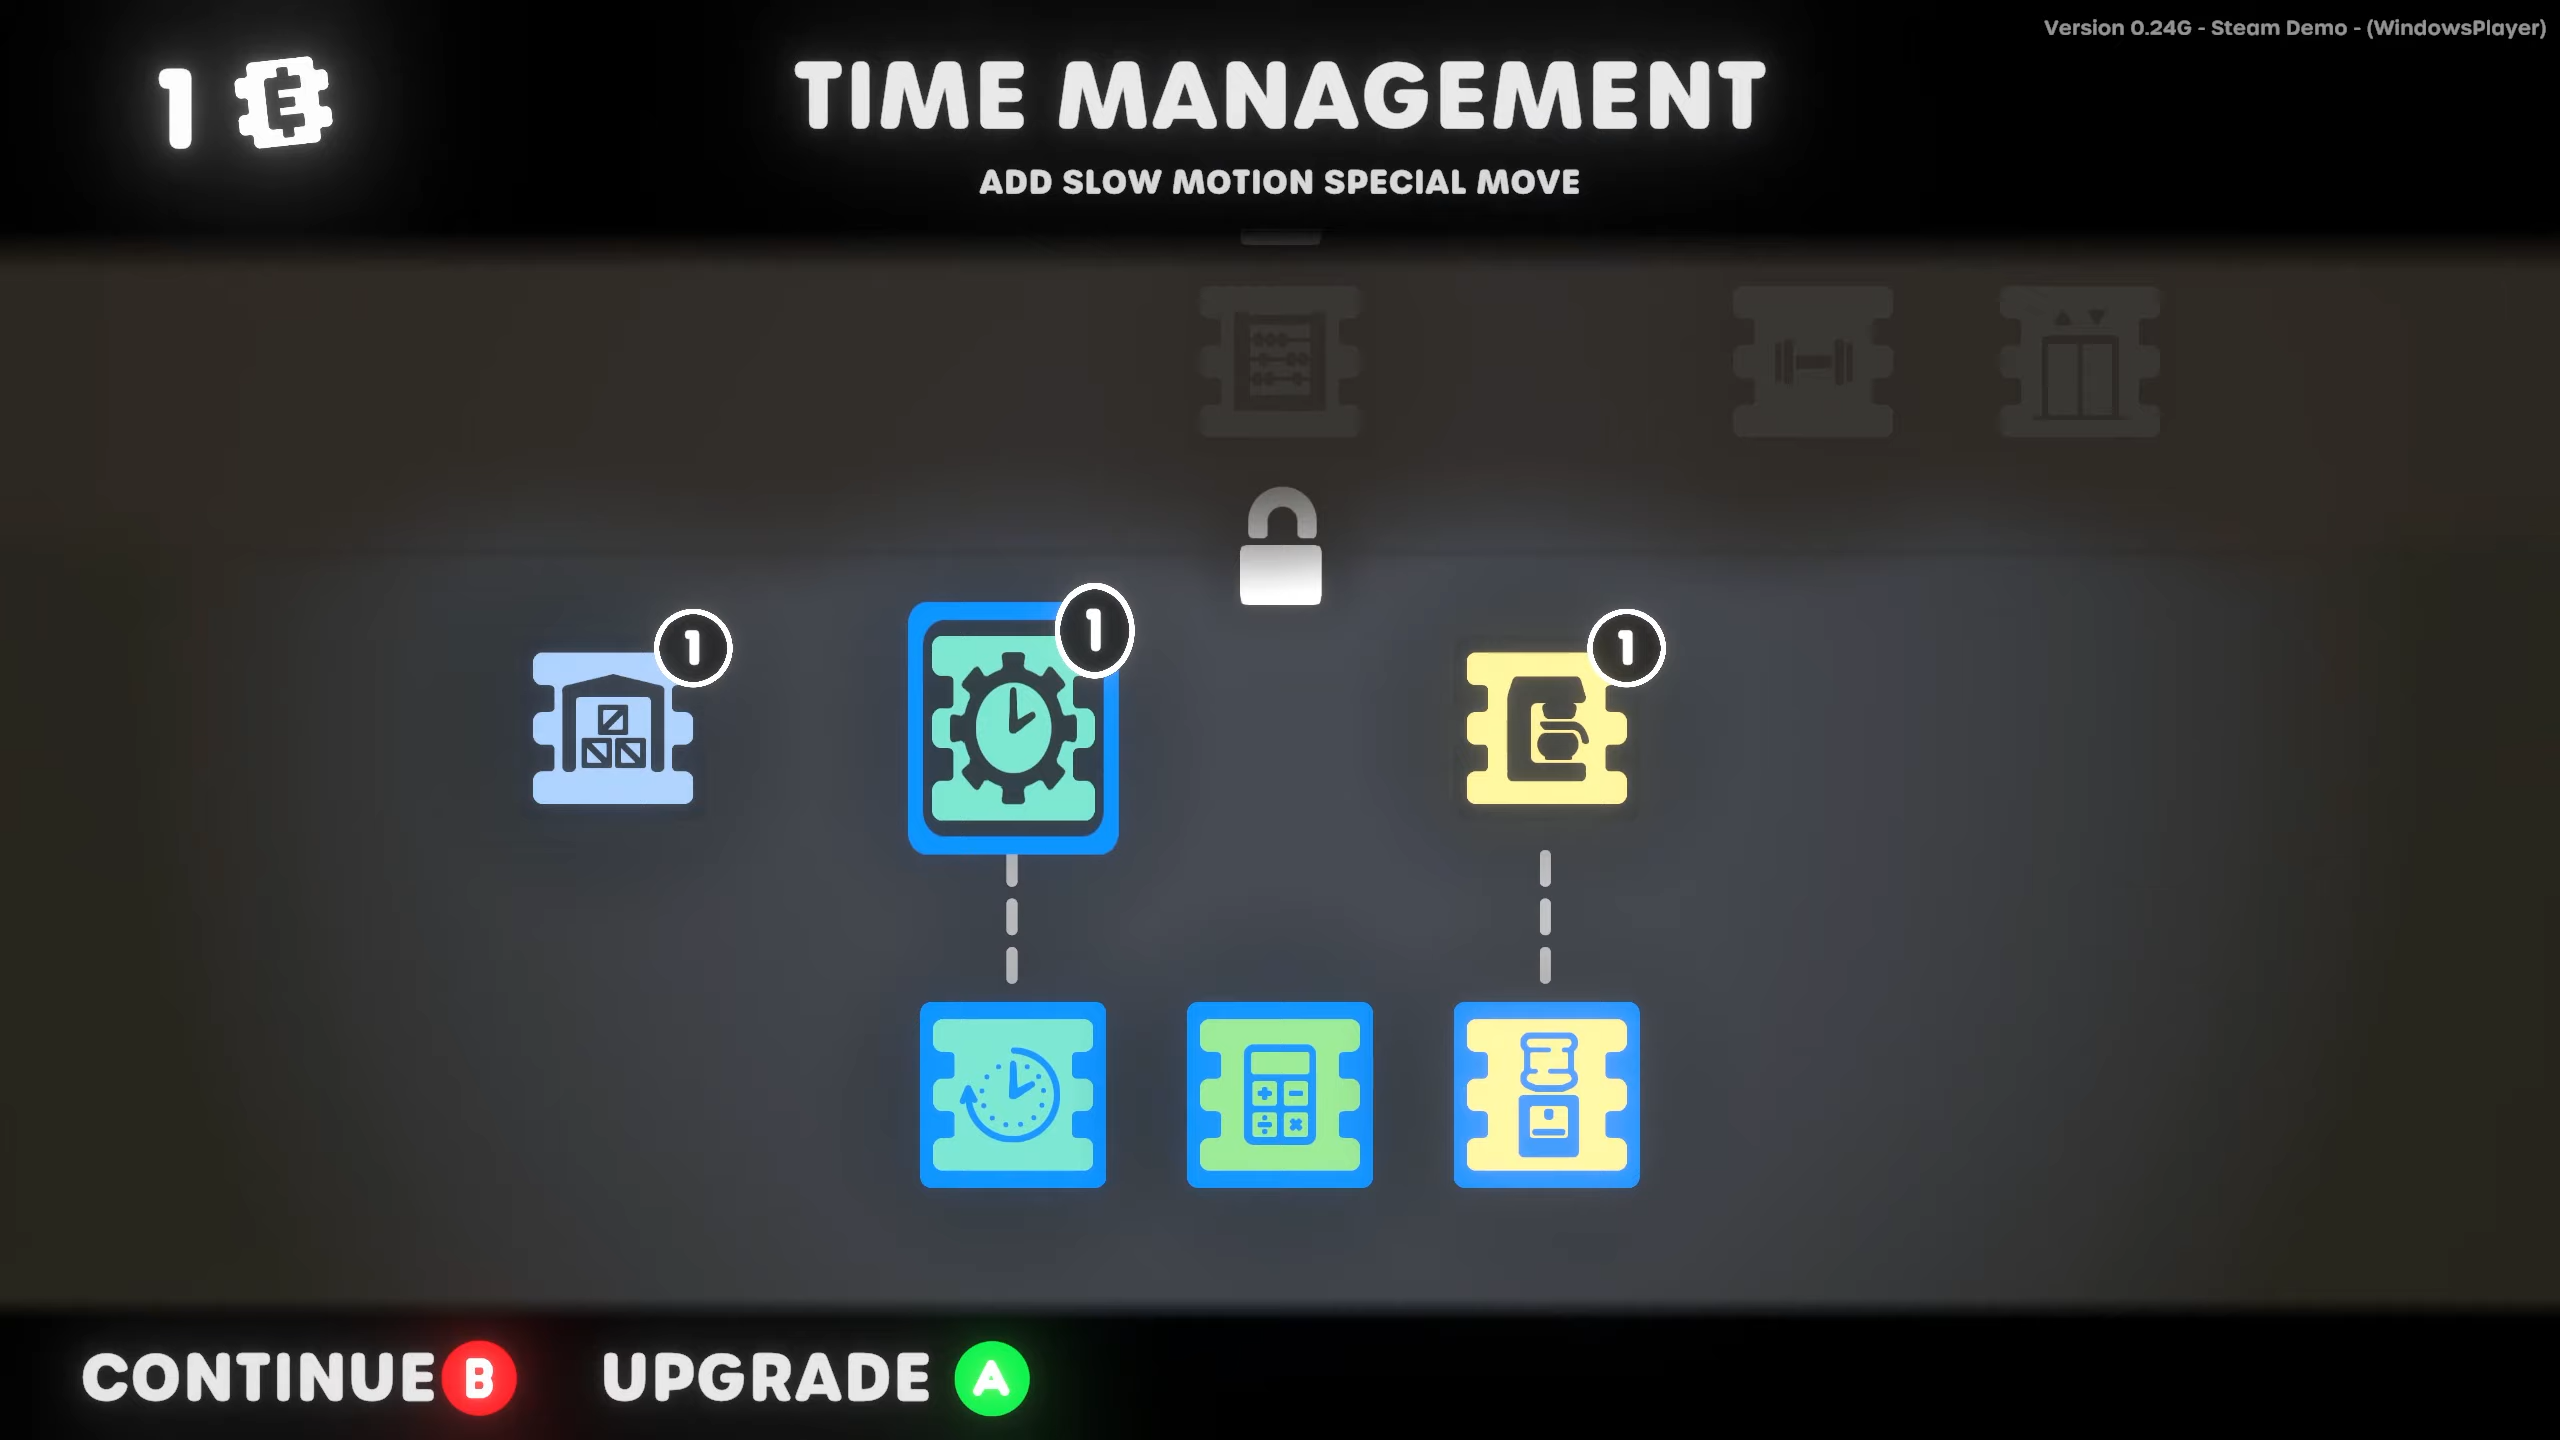 Version 0.24G - Steam Demo - (WindowsPlayer)
1 E
TIME MANAGEMENT
ADD SLOW MOTION SPECIAL MOVE
1
1
1
CONTINUE B UPGRADE A